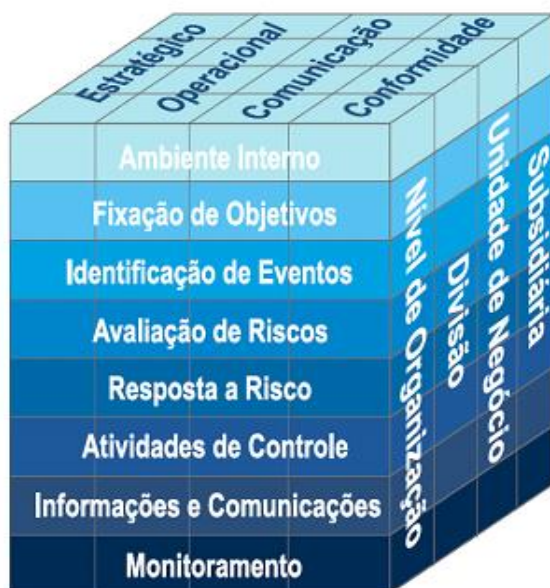 Estratégico
Operacional
Comunicação
Conformidade
Ambiente Interno
Fixação de Objetivos
Identificação de Eventos
Avaliação de Riscos
Resposta a Risco
Atividades de Controle
Informações e Comunicações
Monitoramento
Nível de Organização
Divisão
Unidade de Negócio
Subsidiária